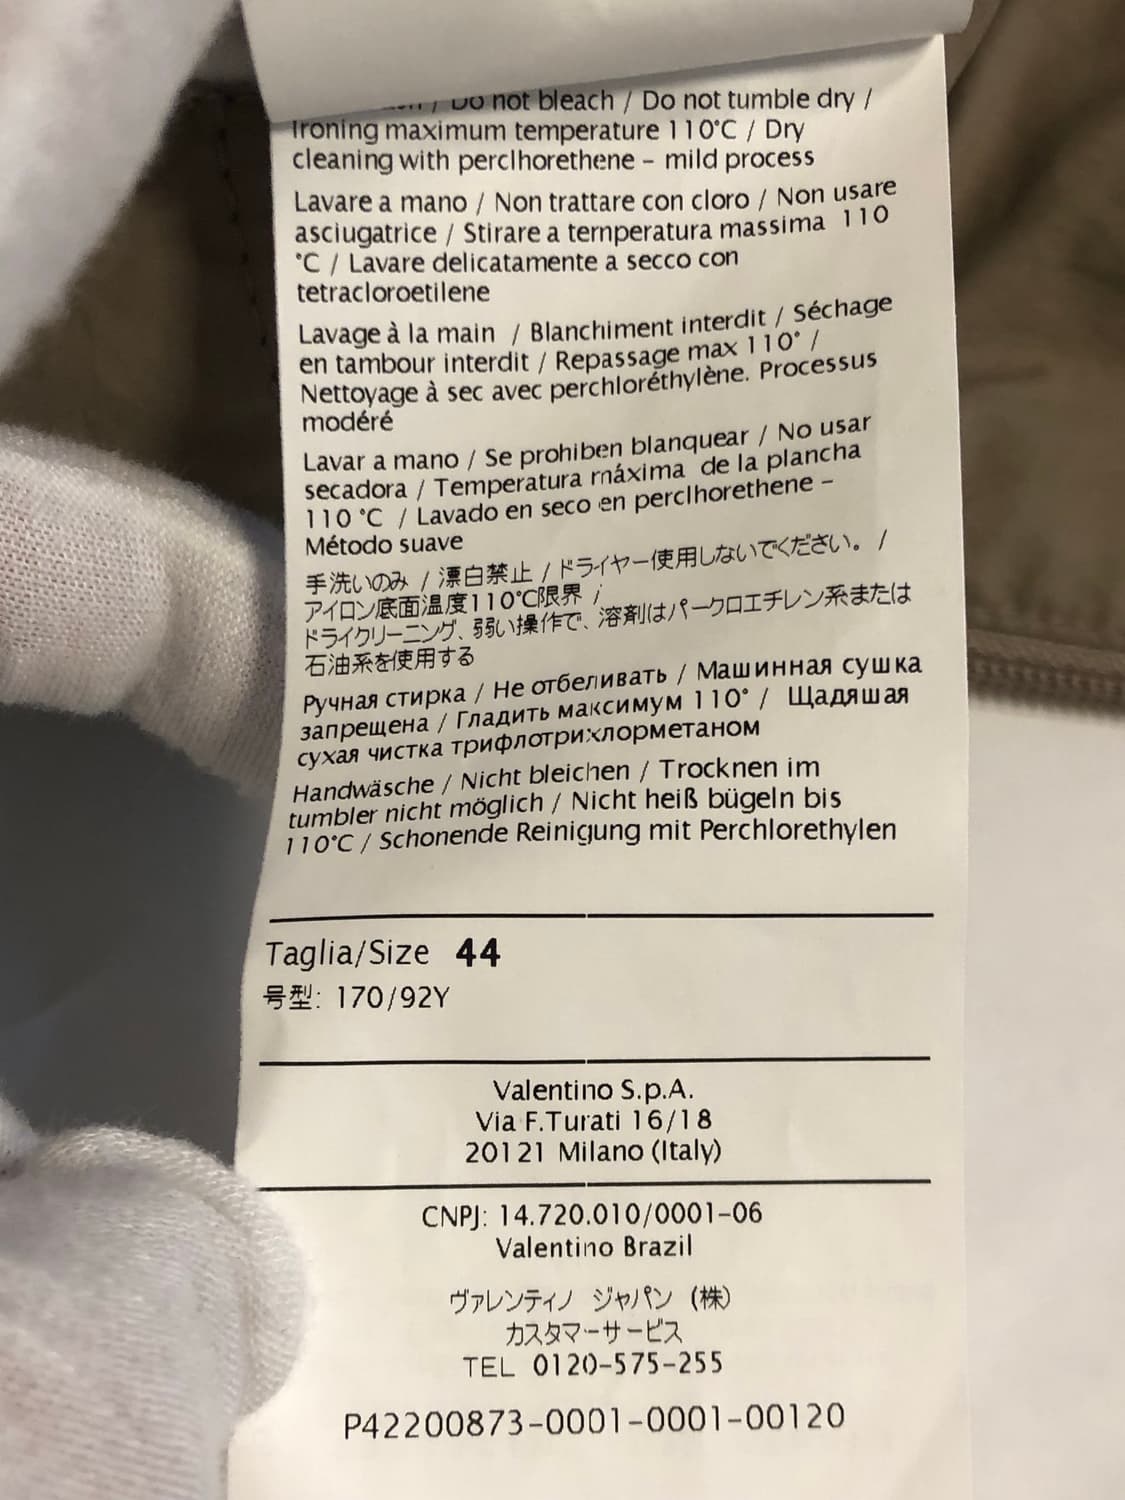 Do not bleach / Do not tumble dry /
Ironing maximum temperature 110°C / Dry
cleaning with perclhorethene – mild process
Lavare a mano / Non trattare con cloro / Non usare
asciugatrice / Stirare a temperatura massima 110
°C / Lavare delicatamente a secco con
tetracloroetilene
Lavage à la main / Blanchiment interdit / Séchage
en tambour interdit / Repassage max 110° /
Nettoyage à sec avec perchloréthylène. Processus
modéré
Lavar a mano / Se prohiben blanquear / No usar
secadora / Temperatura máxima de la plancha
110 °C / Lavado en seco en perclhorethene –
Método suave
手洗いのみ / 漂白禁止 / ドライヤー使用しないでください。 /
アイロン底面温度110°C限界 /
ドライクリーニング、弱い操作で、溶剤はパークロエチレン系または
石油系を使用する
Ручная стирка / Не отбеливать / Машинная сушка
запрещена / Гладить максимум 110° / Щадяшая
сухая чистка трифлотрихлорметаном
Handwäsche / Nicht bleichen / Trocknen im
tumbler nicht möglich / Nicht heiß bügeln bis
110°C / Schonende Reinigung mit Perchlorethylen
Taglia/Size 44
号型: 170/92Y
Valentino S.p.A.
Via F.Turati 16/18
20121 Milano (Italy)
CNPJ: 14.720.010/0001-06
Valentino Brazil
ヴァレンティノ ジャパン (株)
カスタマーサービス
TEL 0120-575-255
P42200873-0001-0001-00120